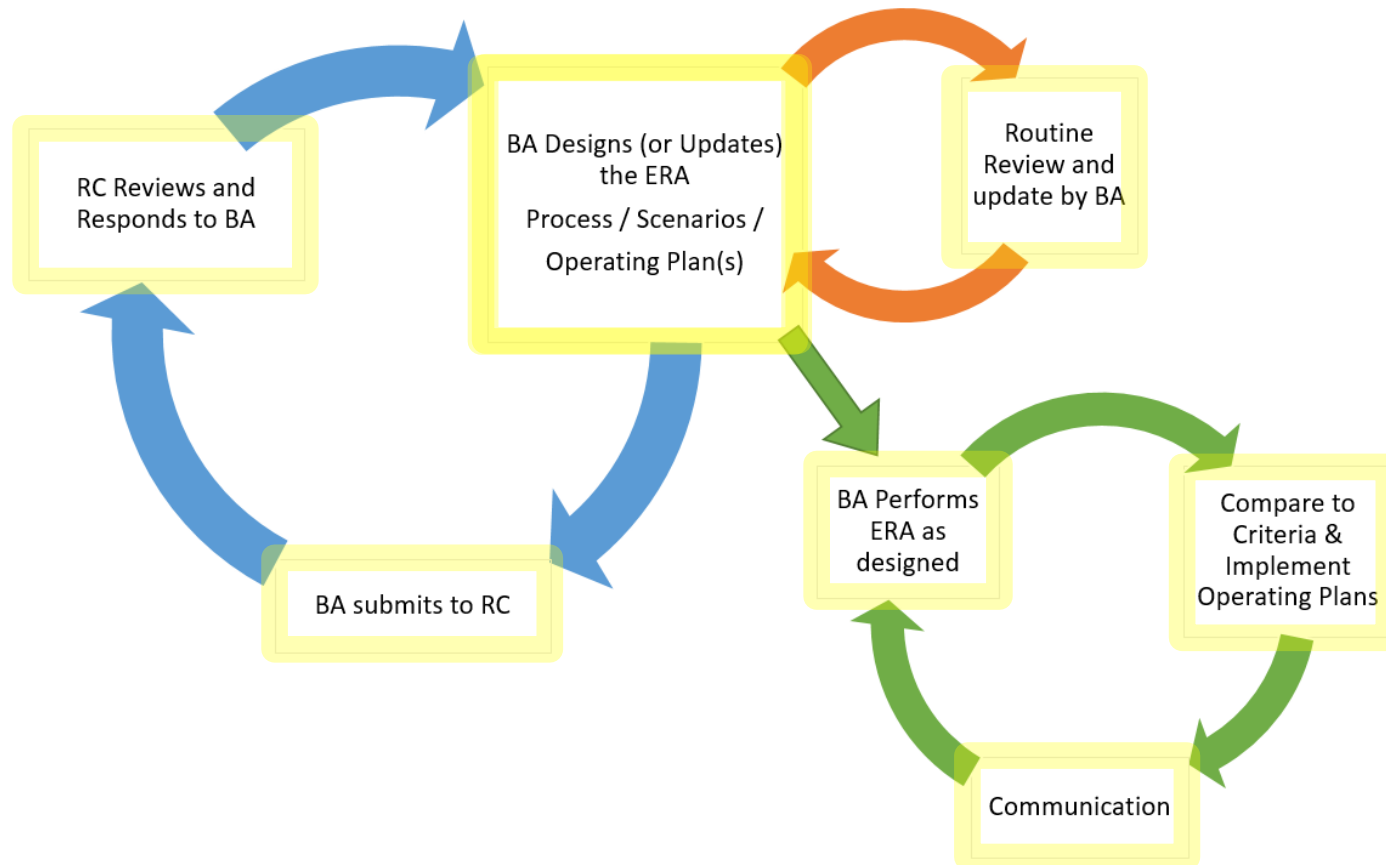 BA Designs (or Updates)
the ERA
Process / Scenarios /
Operating Plan(s)
Routine
Review and
update by BA
RC Reviews and
Responds to BA
BA submits to RC
BA Performs
ERA as
designed
Compare to
Criteria &
Implement
Operating Plans
Communication